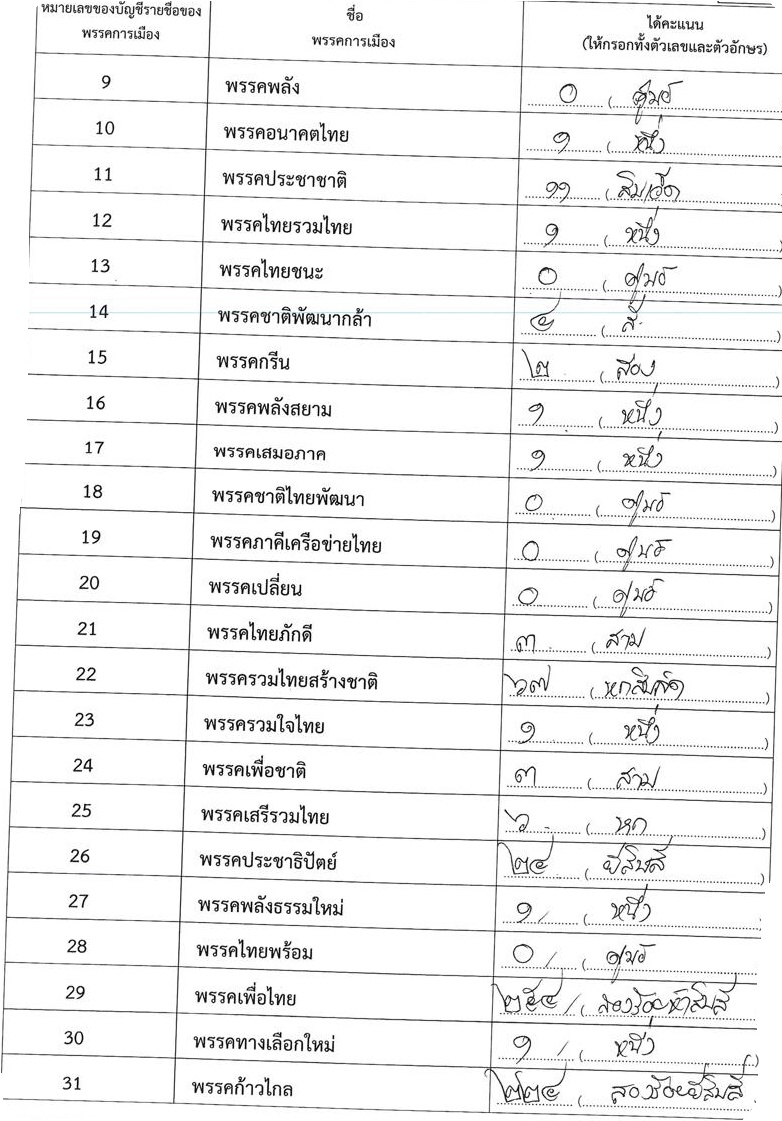 หมายเลขของบัญชีรายชื่อของ
พรรคการเมือง
ชื่อ
พรรคการเมือง
ได้คะแนน
(ให้กรอกทั้งตัวเลขและตัวอักษร)
9 พรรคพลัง ๐ (ศูนย์)
10 พรรคอนาคตไทย ๑ (หนึ่ง)
11 พรรคประชาชาติ ๑๑ (สิบเอ็ด)
12 พรรคไทยรวมไทย ๑ (หนึ่ง)
13 พรรคไทยชนะ ๐ (ศูนย์)
14 พรรคชาติพัฒนากล้า ๔ (สี่)
15 พรรคกรีน ๒ (สอง)
16 พรรคพลังสยาม ๑ (หนึ่ง)
17 พรรคเสมอภาค ๑ (หนึ่ง)
18 พรรคชาติไทยพัฒนา ๐ (ศูนย์)
19 พรรคภาคีเครือข่ายไทย ๐ (ศูนย์)
20 พรรคเปลี่ยน ๐ (ศูนย์)
21 พรรคไทยภักดี ๓ (สาม)
22 พรรครวมไทยสร้างชาติ ๖๗ (หกสิบเจ็ด)
23 พรรครวมใจไทย ๑ (หนึ่ง)
24 พรรคเพื่อชาติ ๓ (สาม)
25 พรรคเสรีรวมไทย ๖ (หก)
26 พรรคประชาธิปัตย์ ๒๔ (ยี่สิบสี่)
27 พรรคพลังธรรมใหม่ ๑ (หนึ่ง
28 พรรคไทยพร้อม ๐ (ศูนย์
29 พรรคเพื่อไทย ๒๕๔ (สองร้อยห้าสิบสี่
30 พรรคทางเลือกใหม่ ๑ (หนึ่ง)
31 พรรคก้าวไกล ๒๒๔ (สองร้อยยี่สิบสี่